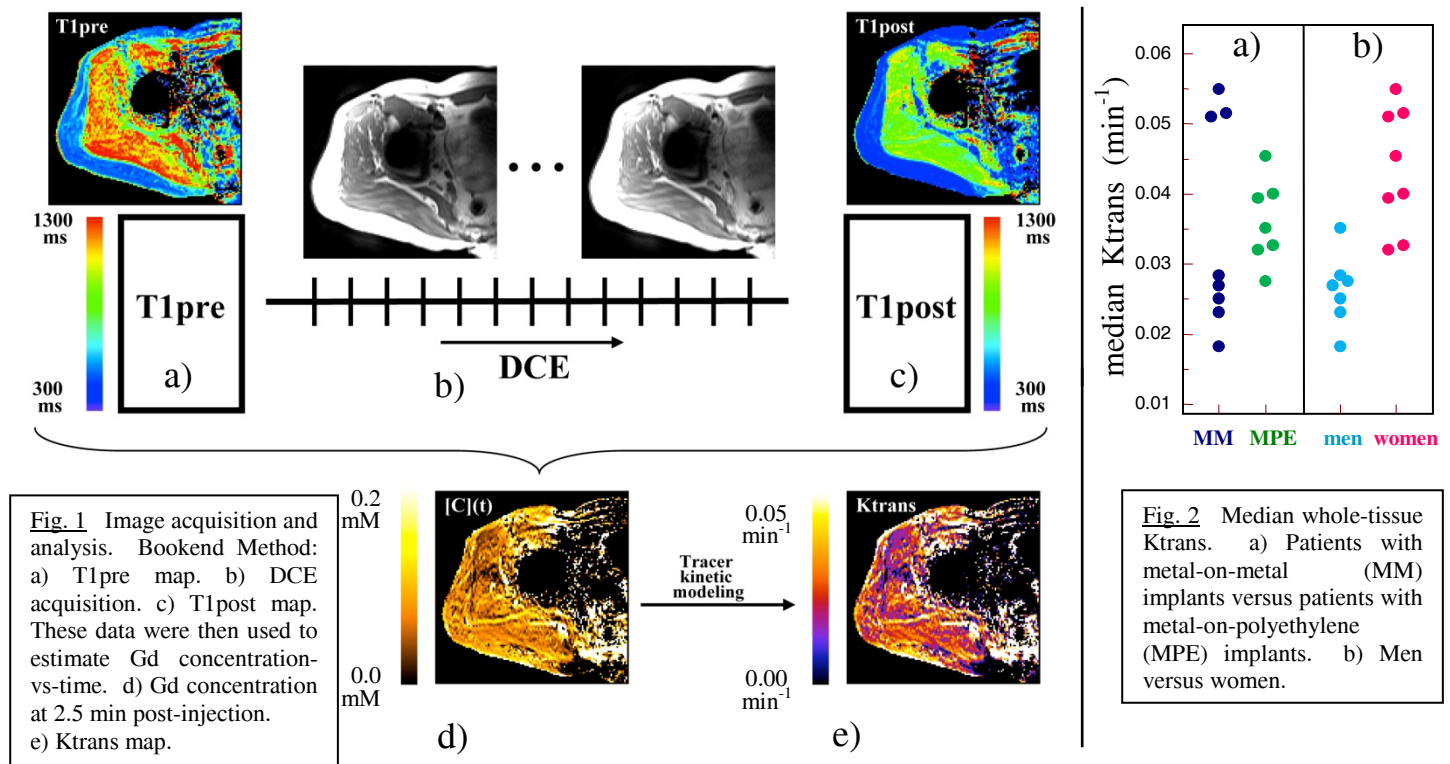 T1pre
1300
ms
300
ms
T1pre
a)
b)
DCE
T1post
T1post
c)
1300
ms
300
ms
Fig. 1 Image acquisition and
analysis. Bookend Method:
a) T1pre map. b) DCE
acquisition. c) T1post map.
These data were then used to
estimate Gd concentration-
vs-time. d) Gd concentration
at 2.5 min post-injection.
e) Ktrans map.
0.2
mM
0.0
mM
[C](t)
d)
Tracer
kinetic
modeling
0.05
min-1
0.00
min-1
Ktrans
e)
median Ktrans (min-1)
0.06
0.05
0.04
0.03
0.02
0.01
a)
b)
MM
MPE
men
women
Fig. 2 Median whole-tissue
Ktrans. a) Patients with
metal-on-metal (MM)
implants versus patients with
metal-on-polyethylene
(MPE) implants. b) Men
versus women.